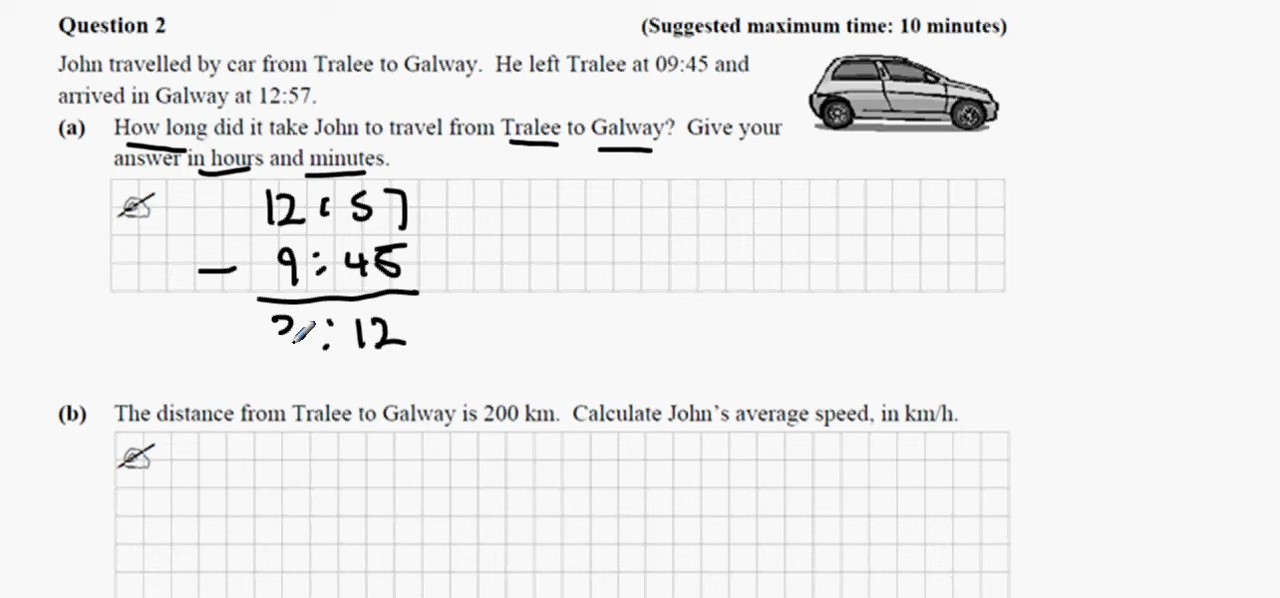 Question 2 (Suggested maximum time: 10 minutes)
John travelled by car from Tralee to Galway. He left Tralee at 09:45 and
arrived in Galway at 12:57.
(a) How long did it take John to travel from Tralee to Galway? Give your
answer in hours and minutes.
12:57
- 9:45
3:12
(b) The distance from Tralee to Galway is 200 km. Calculate John's average speed, in km/h.